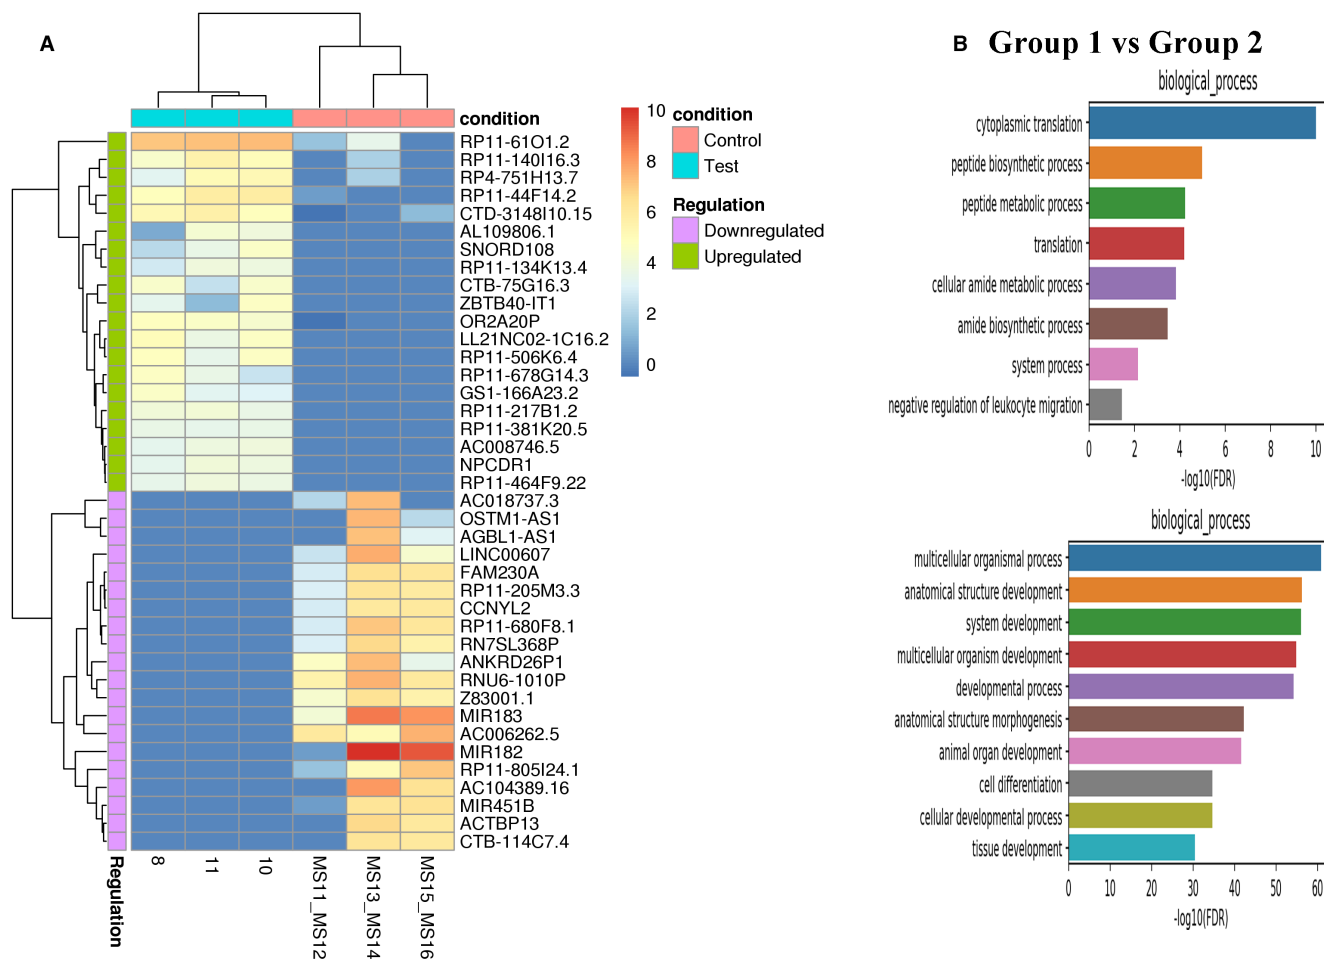 A
condition
RP11-61O1.2
RP11-140I16.3
RP4-751H13.7
RP11-44F14.2
CTD-3148I10.15
AL109806.1
SNORD108
RP11-134K13.4
CTB-75G16.3
ZBTB40-IT1
OR2A20P
LL21NC02-1C16.2
RP11-506K6.4
RP11-678G14.3
GS1-166A23.2
RP11-217B1.2
RP11-381K20.5
AC008746.5
NPCDR1
RP11-464F9.22
AC018737.3
OSTM1-AS1
AGBL1-AS1
LINC00607
FAM230A
RP11-205M3.3
CCNYL2
RP11-680F8.1
RN7SL368P
ANKRD26P1
RNU6-1010P
Z83001.1
MIR183
AC006262.5
MIR182
RP11-805I24.1
AC104389.16
MIR451B
ACTBP13
CTB-114C7.4
Regulation
8
11
10
MS11_MS12
MS13_MS14
MS15_MS16
10
8
6
4
2
0
condition
Control
Test
Regulation
Downregulated
Upregulated
B Group 1 vs Group 2
biological_process
cytoplasmic translation
peptide biosynthetic process
peptide metabolic process
translation
cellular amide metabolic process
amide biosynthetic process
system process
negative regulation of leukocyte migration
0 2 4 6 8 10
-log10(FDR)
biological_process
multicellular organismal process
anatomical structure development
system development
multicellular organism development
developmental process
anatomical structure morphogenesis
animal organ development
cell differentiation
cellular developmental process
tissue development
0 10 20 30 40 50 60
-log10(FDR)